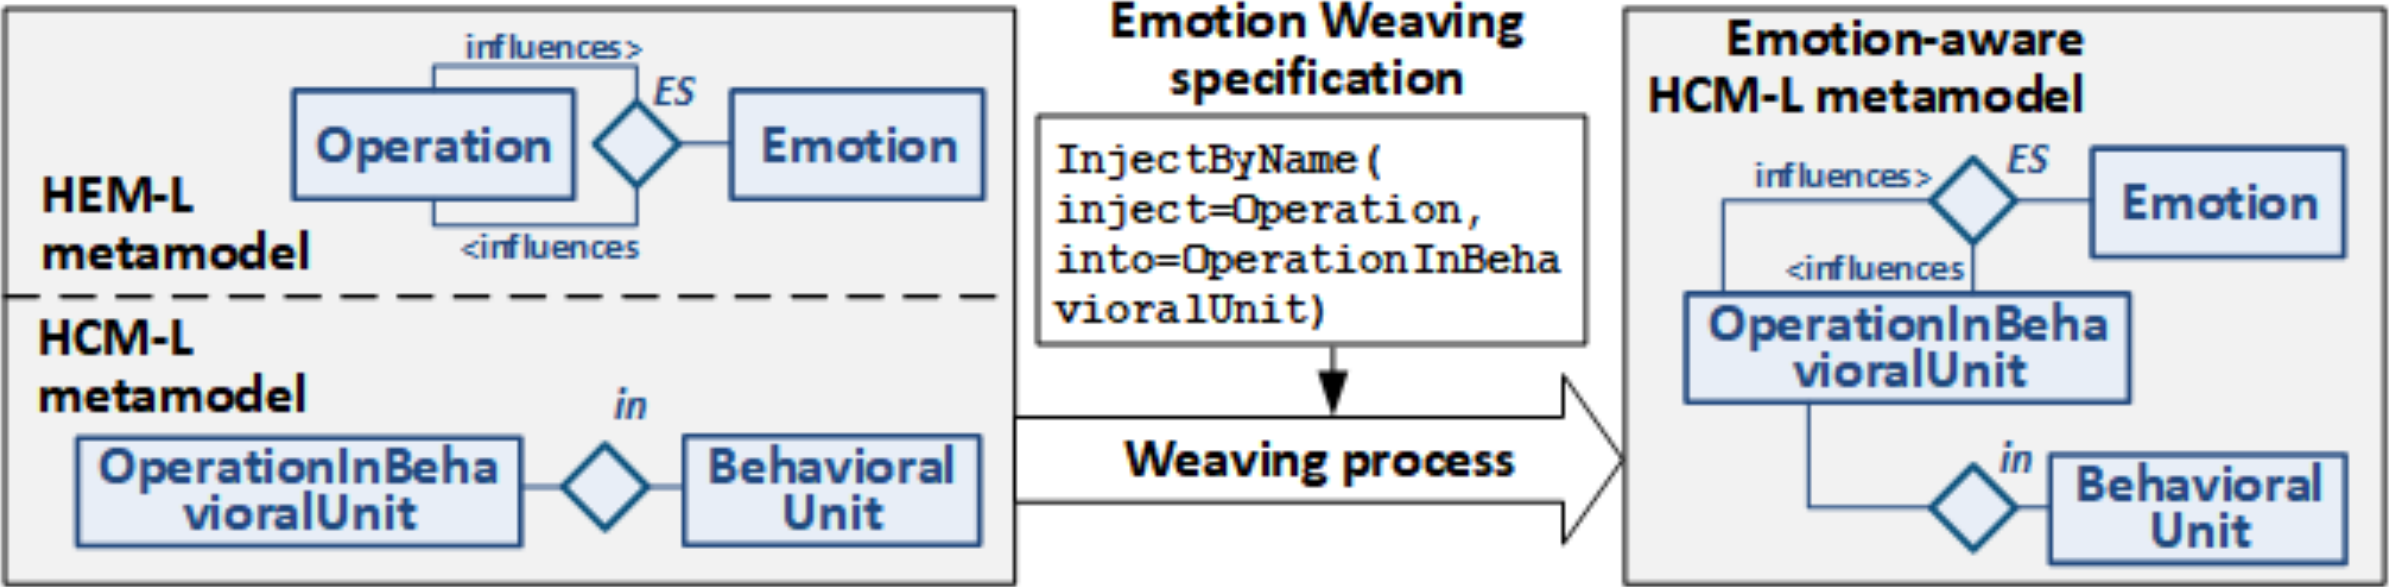 influences>
ES
Operation
Emotion
HEM-L
metamodel
<influences
HCM-L
metamodel
in
OperationInBeha
vioralUnit
Behavioral
Unit
Emotion Weaving
specification
InjectByName(
inject=Operation,
into=OperationInBeha
vioralUnit)
Weaving process
Emotion-aware
HCM-L metamodel
influences>
ES
Emotion
<influences
OperationInBeha
vioralUnit
in
Behavioral
Unit